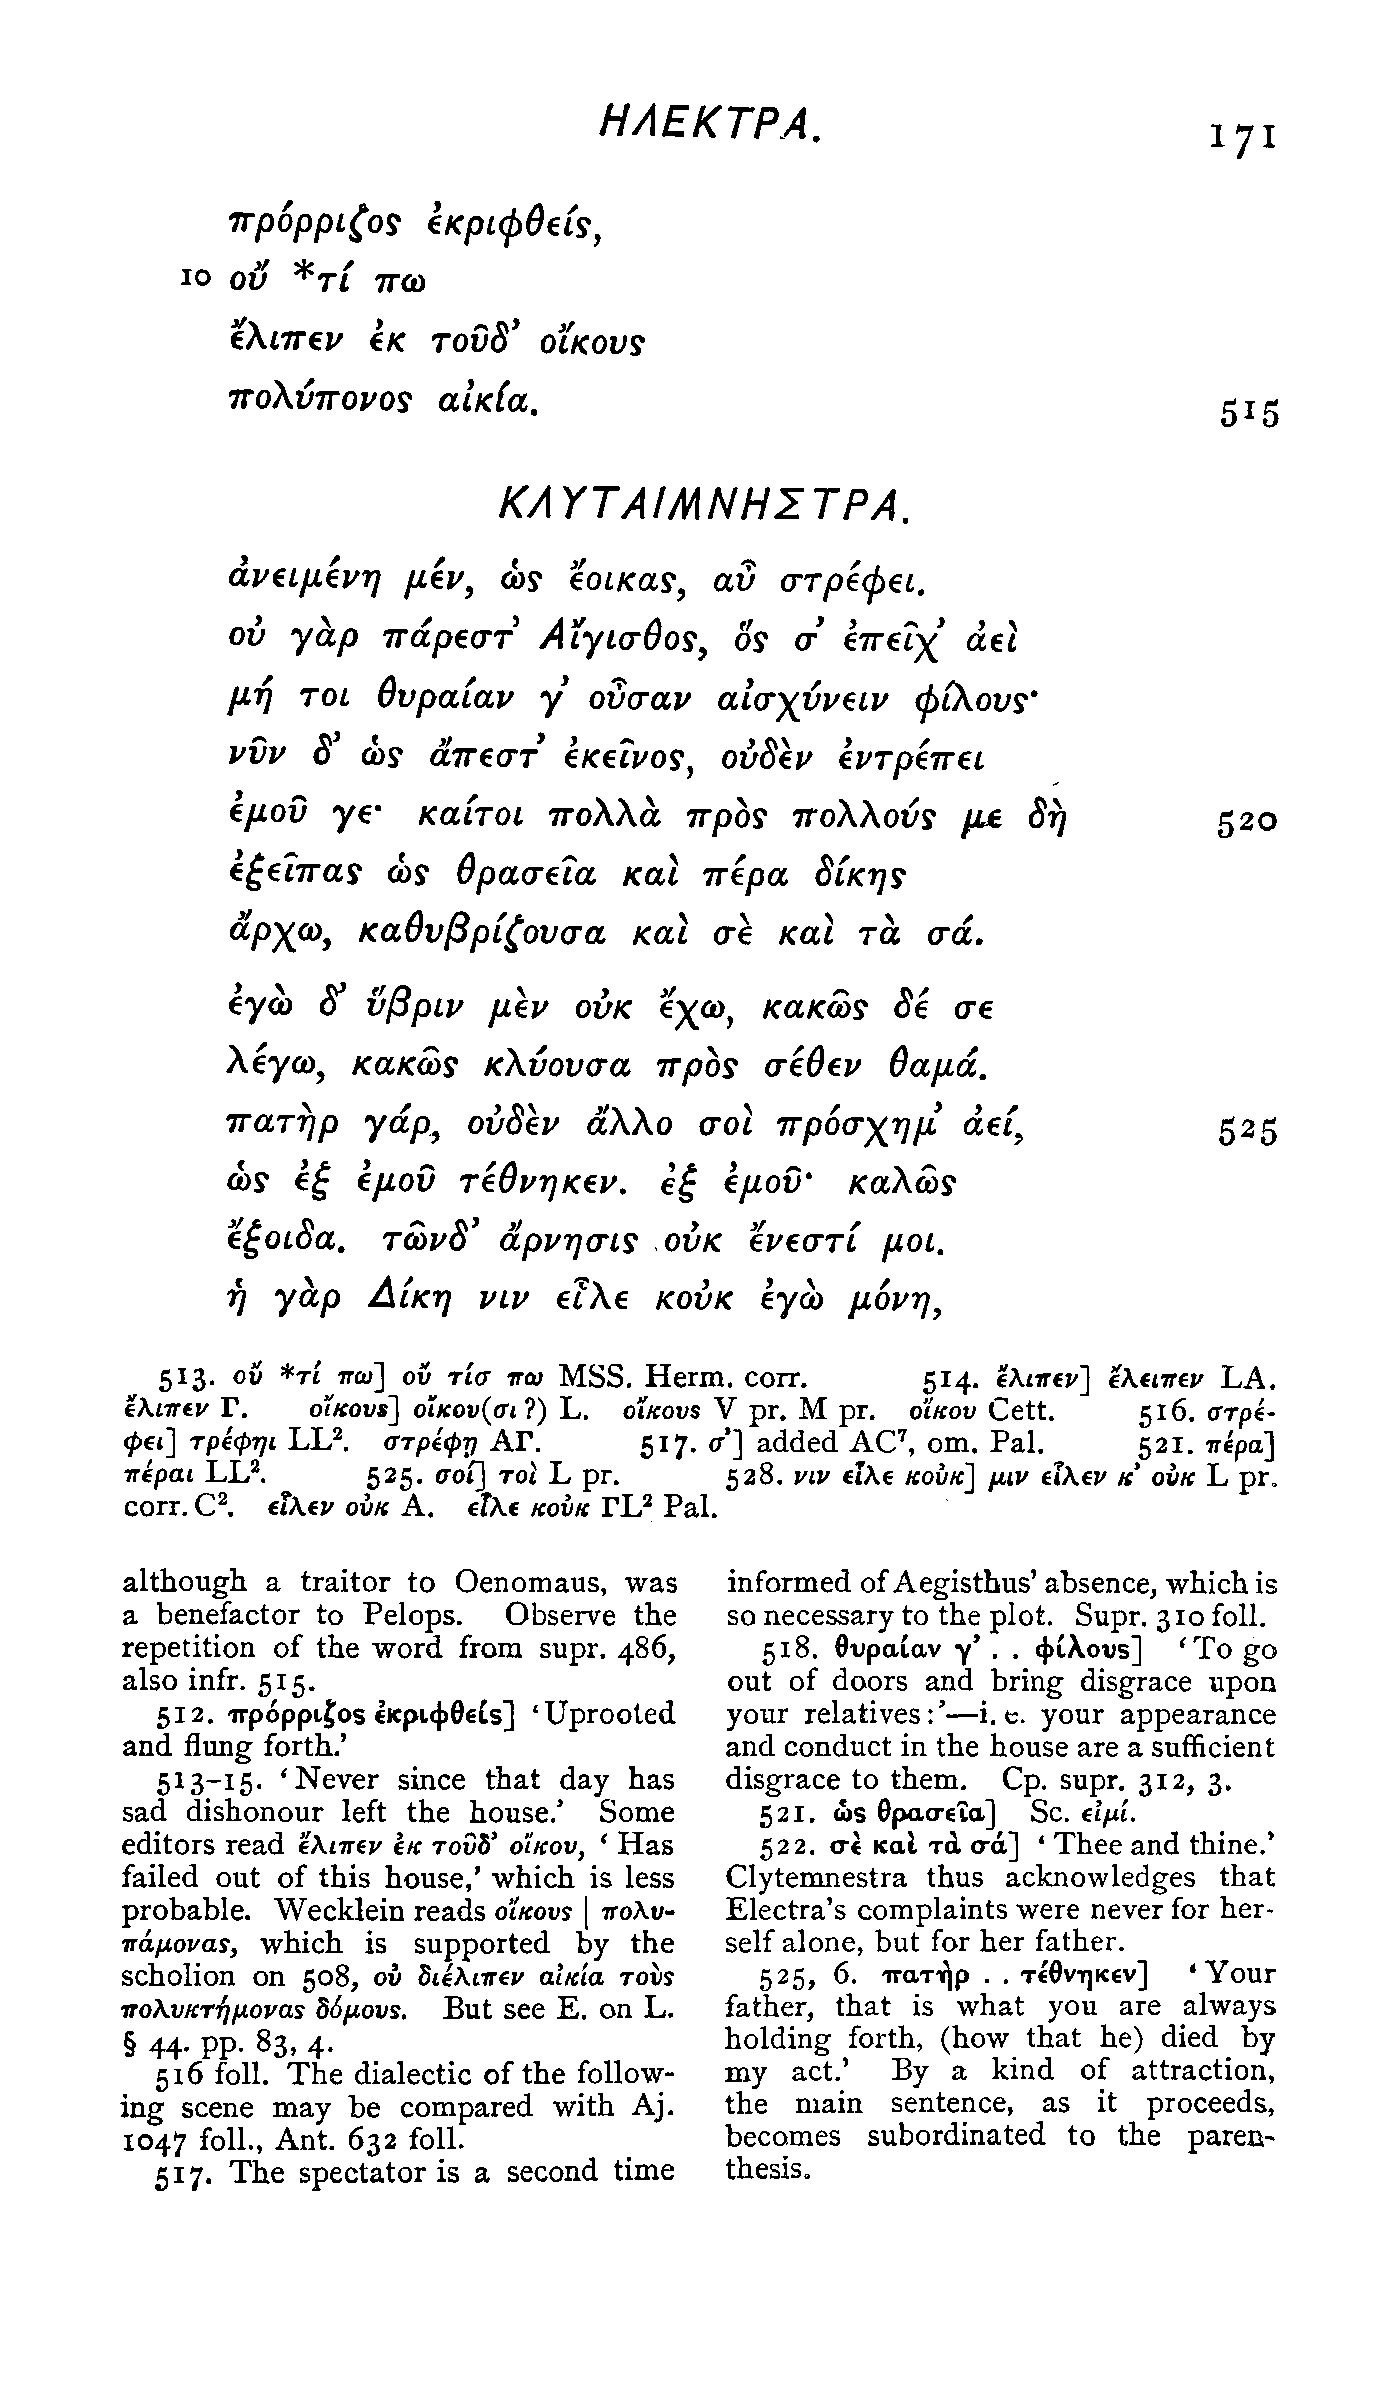 ΗΛΕΚΤΡΑ. 171
πρόρριζος ἐκριφθείς,
10 οὔ *τί πω
ἔλιπεν ἐκ τοῦδ’ οἴκους
πολύπονος αἰκία. 515
ΚΛΥΤΑΙΜΝΗΣΤΡΑ.
ἀνειμένη μέν, ὡς ἔοικας, αὖ στρέφει.
οὐ γὰρ πάρεστ’ Αἴγισθος, ὅς σ’ ἐπεῖχ’ ἀεὶ
μή τοι θυραίαν γ’ οὖσαν αἰσχύνειν φίλους·
νῦν δ’ ὡς ἄπεστ’ ἐκεῖνος, οὐδὲν ἐντρέπει
ἐμοῦ γε· καίτοι πολλὰ πρὸς πολλούς με δὴ 520
ἐξεῖπας ὡς θρασεῖα καὶ πέρα δίκης
ἄρχω, καθυβρίζουσα καὶ σὲ καὶ τὰ σά.
ἐγὼ δ’ ὕβριν μὲν οὐκ ἔχω, κακῶς δέ σε
λέγω, κακῶς κλύουσα πρὸς σέθεν θαμά.
πατὴρ γάρ, οὐδὲν ἄλλο σοὶ πρόσχημ’ ἀεί, 525
ὡς ἐξ ἐμοῦ τέθνηκεν. ἐξ ἐμοῦ· καλῶς
ἔξοιδα. τῶνδ’ ἄρνησις οὐκ ἔνεστί μοι.
ἡ γὰρ Δίκη νιν εἷλε κοὐκ ἐγὼ μόνη,
513. οὔ *τί πω] οὔ τίσ πω MSS. Herm. corr. 514. ἔλιπεν] ἔλειπεν LA.
ἔλιπεν Γ. οἴκους] οἴκου(σι ?) L. οἴκους V pr. M pr. οἴκου Cett. 516. στρέ-
φει] τρέφηι LL². στρέφῃ ΑΓ. 517. σ’] added AC⁷, om. Pal. 521. πέρα]
πέραι LL². 525. σοὶ] τοὶ L pr. 528. νιν εἷλε κοὐκ] μιν εἷλεν κ’ οὐκ L pr.
corr. C². εἷλεν οὐκ A. εἷλε κοὐκ ΓL² Pal.
although a traitor to Oenomaus, was
a benefactor to Pelops. Observe the
repetition of the word from supr. 486,
also infr. 515.
512. πρόρριζος ἐκριφθείς] ‘Uprooted
and flung forth.’
513-15. ‘Never since that day has
sad dishonour left the house.’ Some
editors read ἔλιπεν ἐκ τοῦδ’ οἴκου, ‘Has
failed out of this house,’ which is less
probable. Wecklein reads οἴκους | πολυ-
πάμονας, which is supported by the
scholion on 508, οὐ διέλιπεν αἰκία τοὺς
πολυκτήμονας δόμους. But see E. on L.
§ 44. pp. 83, 4.
516 foll. The dialectic of the follow-
ing scene may be compared with Aj.
1047 foll., Ant. 632 foll.
517. The spectator is a second time
informed of Aegisthus’ absence, which is
so necessary to the plot. Supr. 310 foll.
518. θυραίαν γ’ . . φίλους] ‘To go
out of doors and bring disgrace upon
your relatives:’—i. e. your appearance
and conduct in the house are a sufficient
disgrace to them. Cp. supr. 312, 3.
521. ὡς θρασεῖα] Sc. εἰμί.
522. σὲ καὶ τὰ σά] ‘Thee and thine.’
Clytemnestra thus acknowledges that
Electra’s complaints were never for her-
self alone, but for her father.
525, 6. πατὴρ . . τέθνηκεν] ‘Your
father, that is what you are always
holding forth, (how that he) died by
my act.’ By a kind of attraction,
the main sentence, as it proceeds,
becomes subordinated to the paren-
thesis.